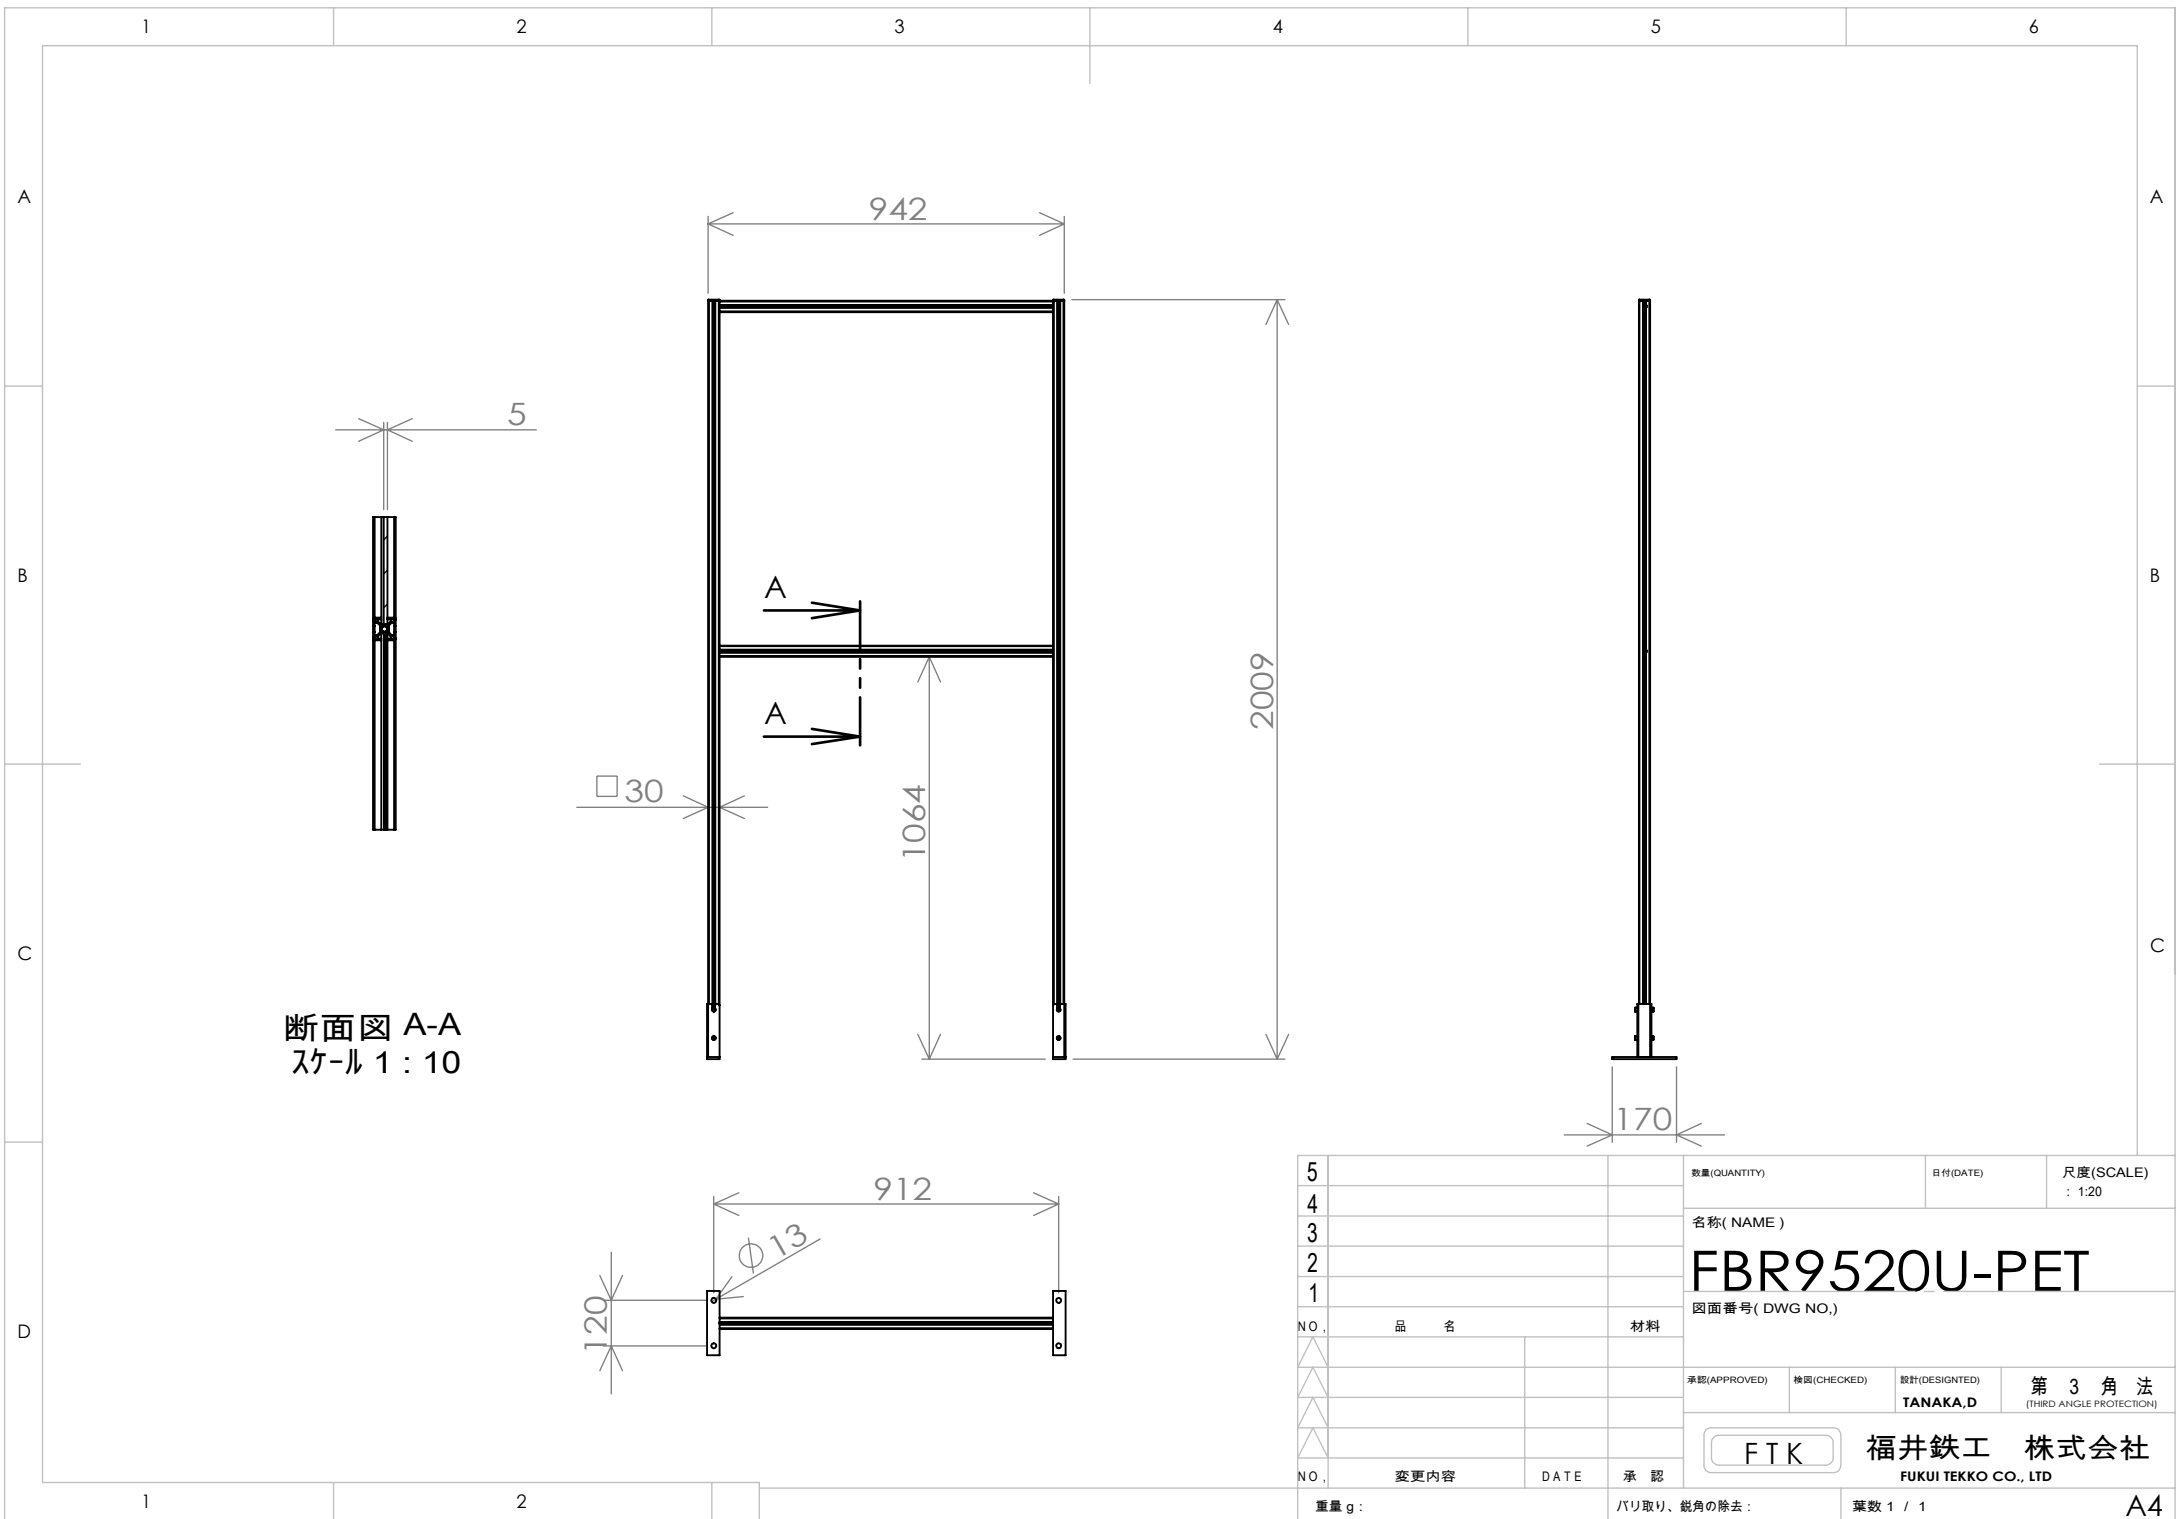 1 2 3 4 5 6
A A
942
5
B B
A
A
2009
□30
1064
C C
断面図 A-A
スケール 1 : 10
170
912
φ13
120
D
5
4
3
2
1
NO, 品 名 材料
NO, 変更内容 DATE 承 認
数量(QUANTITY) 日付(DATE) 尺度(SCALE)
: 1:20
名称( NAME )
FBR9520U-PET
図面番号( DWG NO,)
承認(APPROVED) 検図(CHECKED) 設計(DESIGNTED) 第 3 角 法
TANAKA,D (THIRD ANGLE PROTECTION)
FTK 福井鉄工 株式会社
FUKUI TEKKO CO., LTD
1 2
重量 g : バリ取り、鋭角の除去 : 葉数 1 / 1 A4